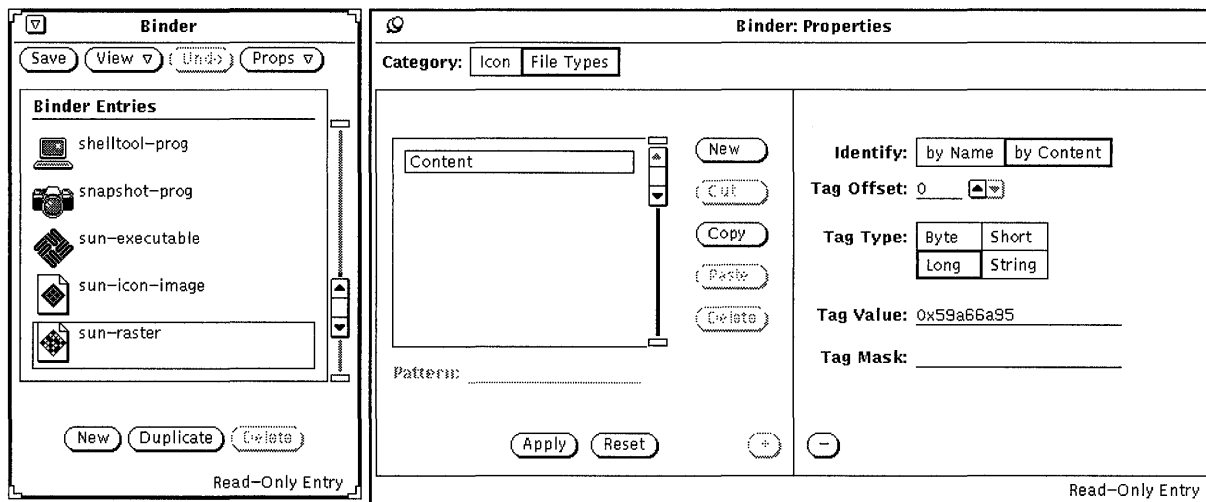 Binder
Save View Undo Props
Binder Entries
shelltool-prog
snapshot-prog
sun-executable
sun-icon-image
sun-raster
New Duplicate Delete
Read-Only Entry
Binder: Properties
Category: Icon File Types
Content
New
Cut
Copy
Paste
Delete
Pattern:
Apply Reset +
Identify: by Name by Content
Tag Offset: 0
Tag Type: Byte Short
Long String
Tag Value: 0x59a66a95
Tag Mask:
−
Read-Only Entry